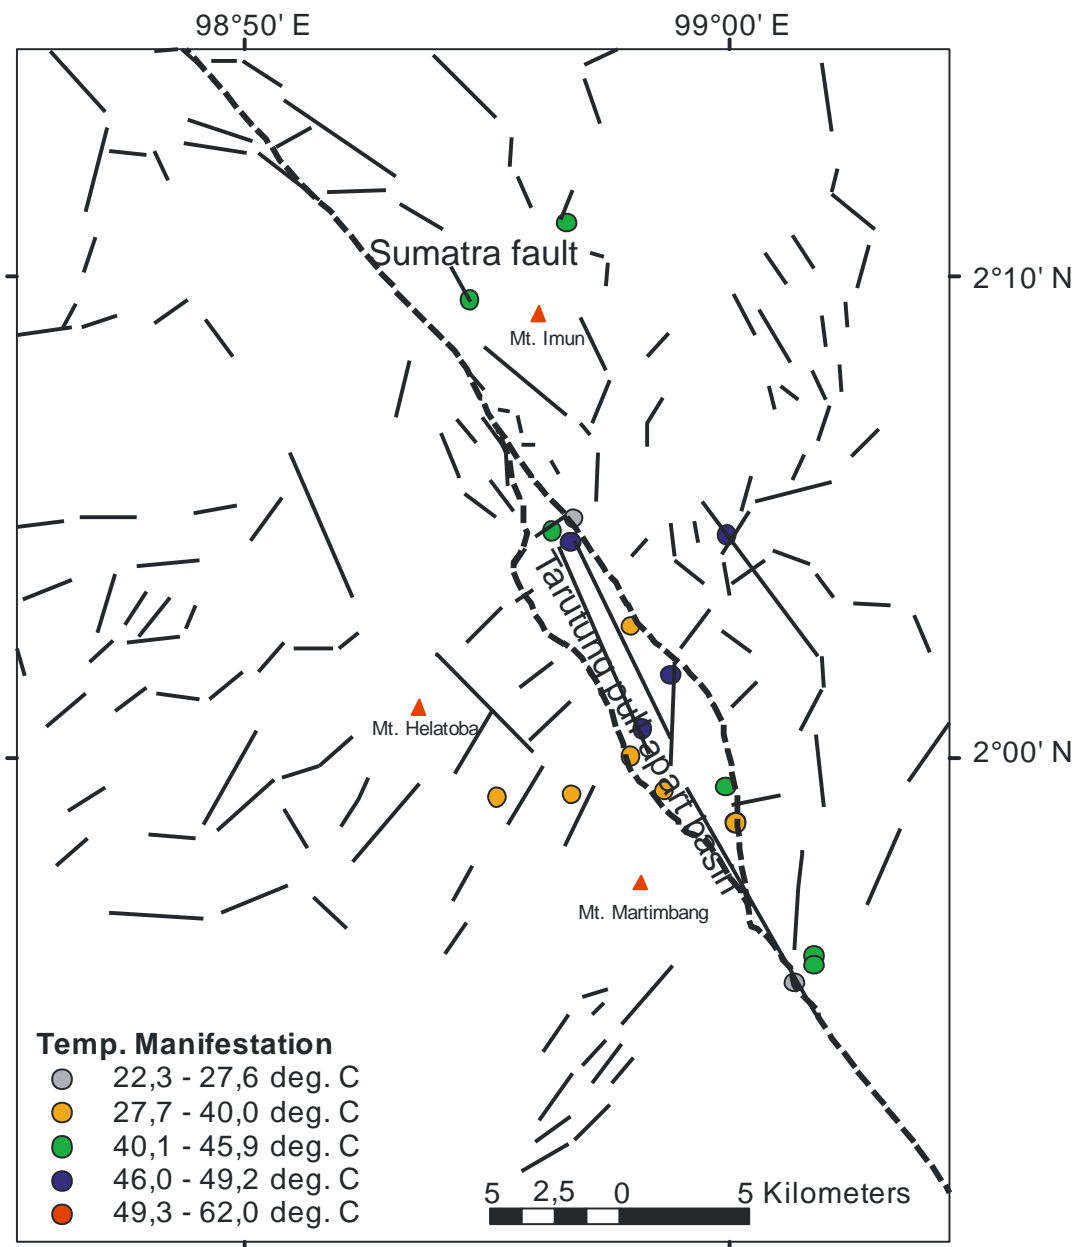 98°50' E
99°00' E
Sumatra fault
2°10' N
Mt. Imun
Tarutung pull apart basin
Mt. Helatoba
2°00' N
Mt. Martimbang
Temp. Manifestation
22,3 - 27,6 deg. C
27,7 - 40,0 deg. C
40,1 - 45,9 deg. C
46,0 - 49,2 deg. C
49,3 - 62,0 deg. C
5 2,5 0 5 Kilometers